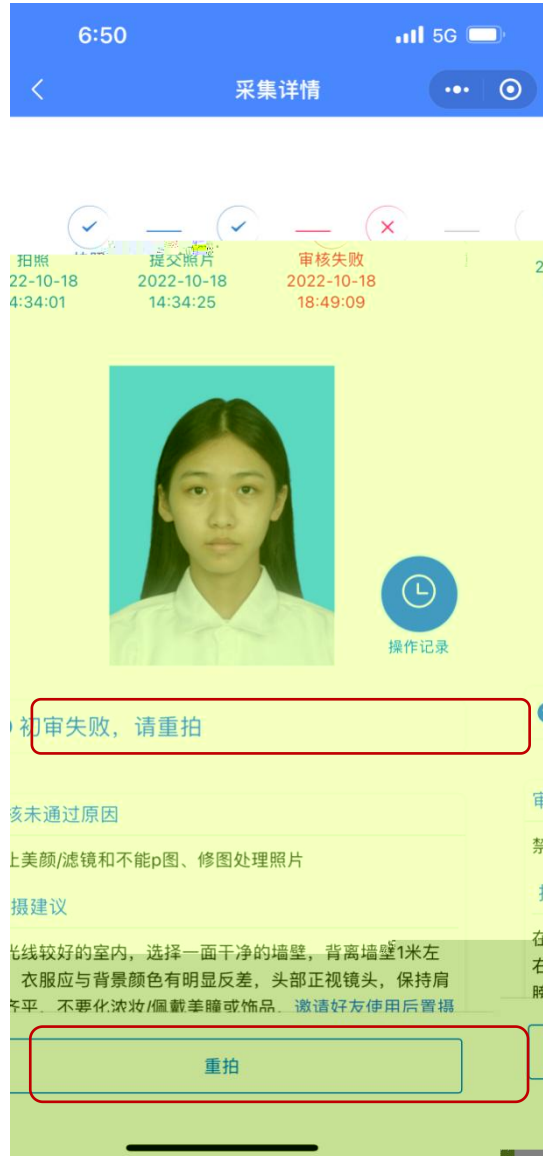 6:50
5G
采集详情
拍照
提交照片
审核失败
22-10-18
2022-10-18
2022-10-18
4:34:01
14:34:25
18:49:09
2
操作记录
初审失败，请重拍
核未通过原因
审
止美颜/滤镜和不能p图、修图处理照片
禁
摄建议
光线较好的室内，选择一面干净的墙壁，背离墙壁1米左
在
衣服应与背景颜色有明显反差，头部正视镜头，保持肩
右
齐平，不要化浓妆/佩戴美瞳或饰品，邀请好友使用后置摄
重拍